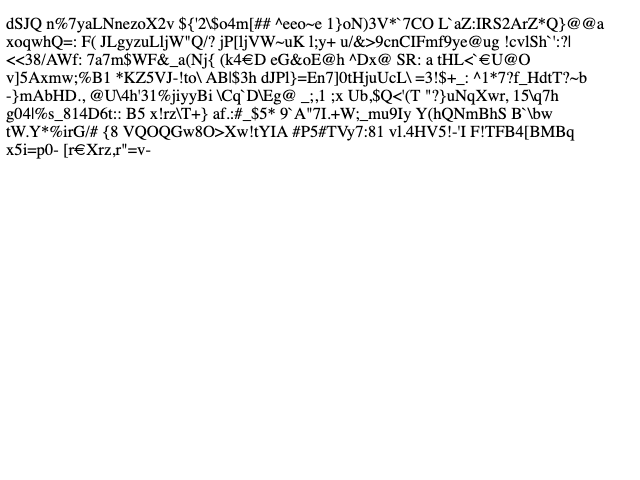 dSJQ n%7yaLNnezoX2v ${'2\$o4m[## ^eeo~e 1}oN)3V*`7CO L`aZ:IRS2ArZ*Q}@@a
xoqwhQ=: F( JLgyzuLljW"Q/? jP[ljVW~uK l;y+ u/&>9cnCIFmf9ye@ug !cvlSh`':?|
<<38/AWf: 7a7m$WF&_a(Nj{ (k4€D eG&oE@h ^Dx@ SR: a tHL<`€U@O
v]5Axmw;%B1 *KZ5VJ-!to\ AB|$3h dJPl}=En7]0tHjuUcL\ =3!$+_: ^1*7?f_HdtT?~b
-}mAbHD., @U\4h'31%jiyyBi \Cq`D\Eg@ _;,1 ;x Ub,$Q<'(T "?}uNqXwr, 15\q7h
g04l%s_814D6t:: B5 x!rz\T+} af.:#_$5* 9`A"7I.+W;_mu9Iy Y(hQNmBhS B`\bw
tW.Y*%irG/# {8 VQOQGw8O>Xw!tYIA #P5#TVy7:81 vl.4HV5!-'I F!TFB4[BMBq
x5i=p0- [r€Xrz,r"=v-